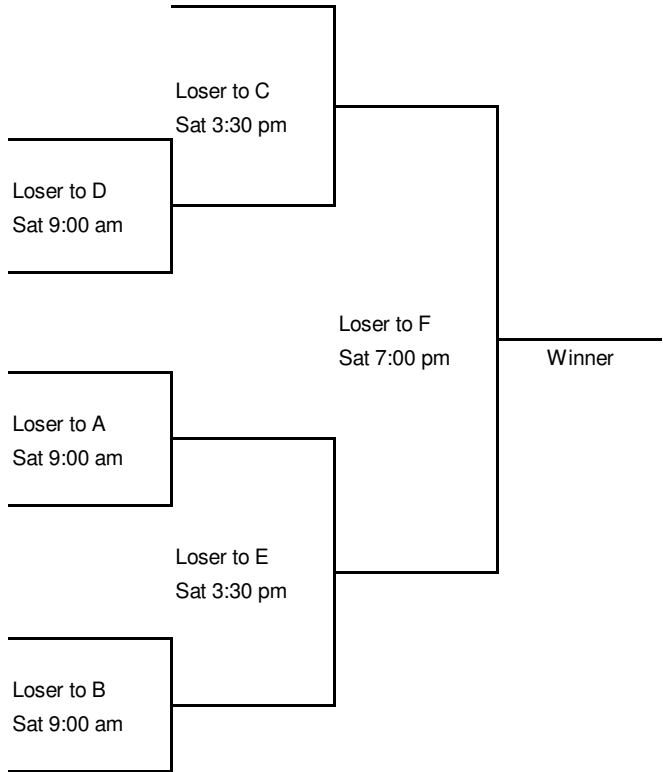 Loser to C
Sat 3:30 pm
Loser to D
Sat 9:00 am
Loser to F
Sat 7:00 pm
Winner
Loser to A
Sat 9:00 am
Loser to E
Sat 3:30 pm
Loser to B
Sat 9:00 am